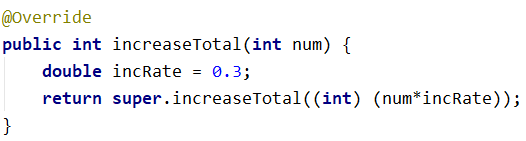 @Override
public int increaseTotal(int num) {
    double incRate = 0.3;
    return super.increaseTotal((int) (num*incRate));
}